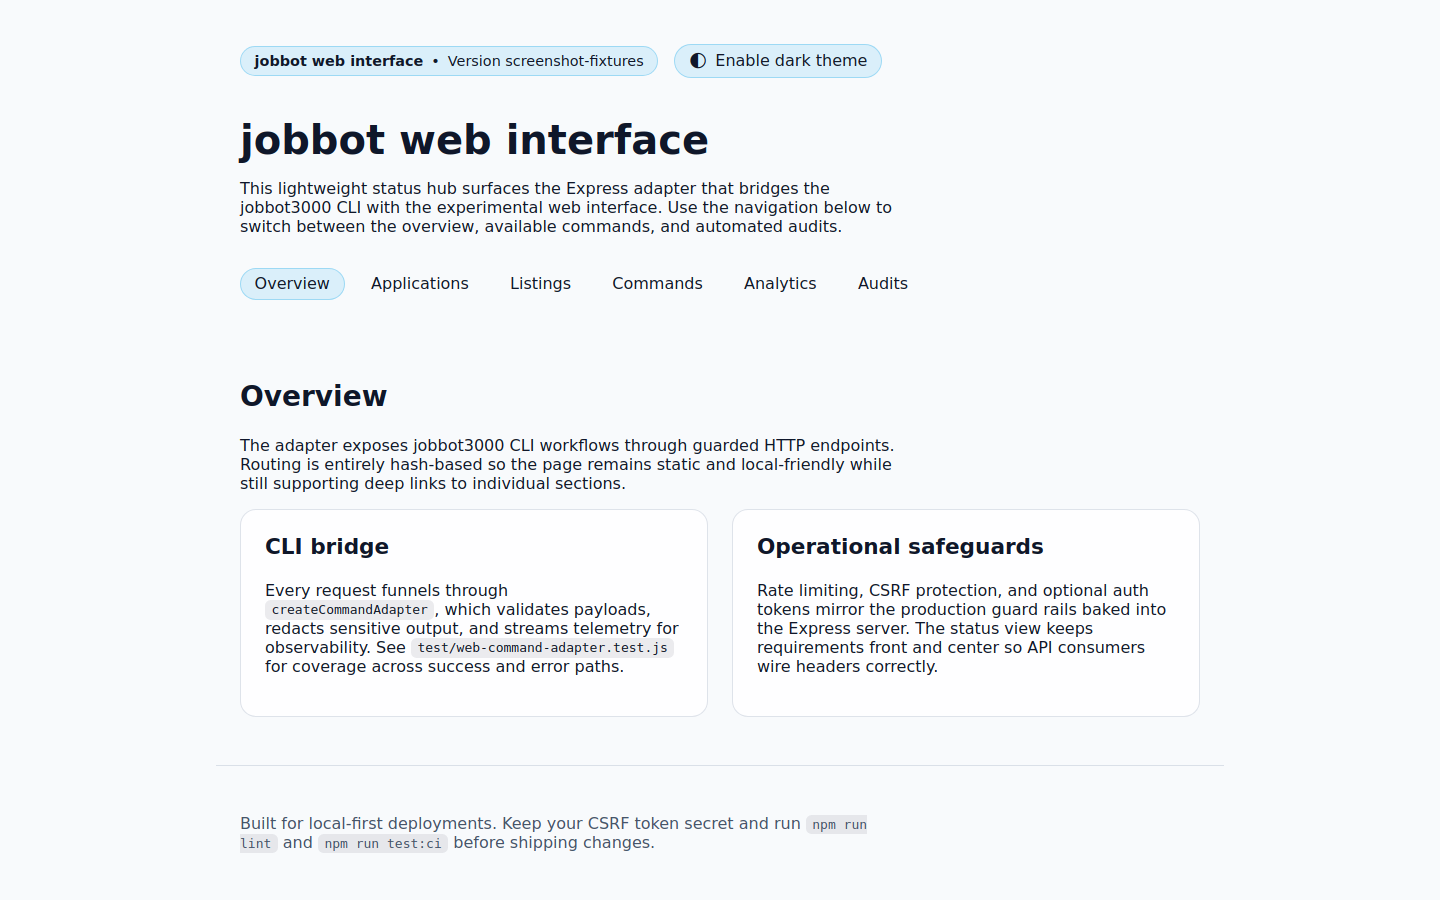 jobbot web interface • Version screenshot-fixtures
Enable dark theme
jobbot web interface
This lightweight status hub surfaces the Express adapter that bridges the
jobbot3000 CLI with the experimental web interface. Use the navigation below to
switch between the overview, available commands, and automated audits.
Overview Applications Listings Commands Analytics Audits
Overview
The adapter exposes jobbot3000 CLI workflows through guarded HTTP endpoints.
Routing is entirely hash-based so the page remains static and local-friendly while
still supporting deep links to individual sections.
CLI bridge
Every request funnels through
createCommandAdapter, which validates payloads,
redacts sensitive output, and streams telemetry for
observability. See test/web-command-adapter.test.js
for coverage across success and error paths.
Operational safeguards
Rate limiting, CSRF protection, and optional auth
tokens mirror the production guard rails baked into
the Express server. The status view keeps
requirements front and center so API consumers
wire headers correctly.
Built for local-first deployments. Keep your CSRF token secret and run npm run
lint and npm run test:ci before shipping changes.